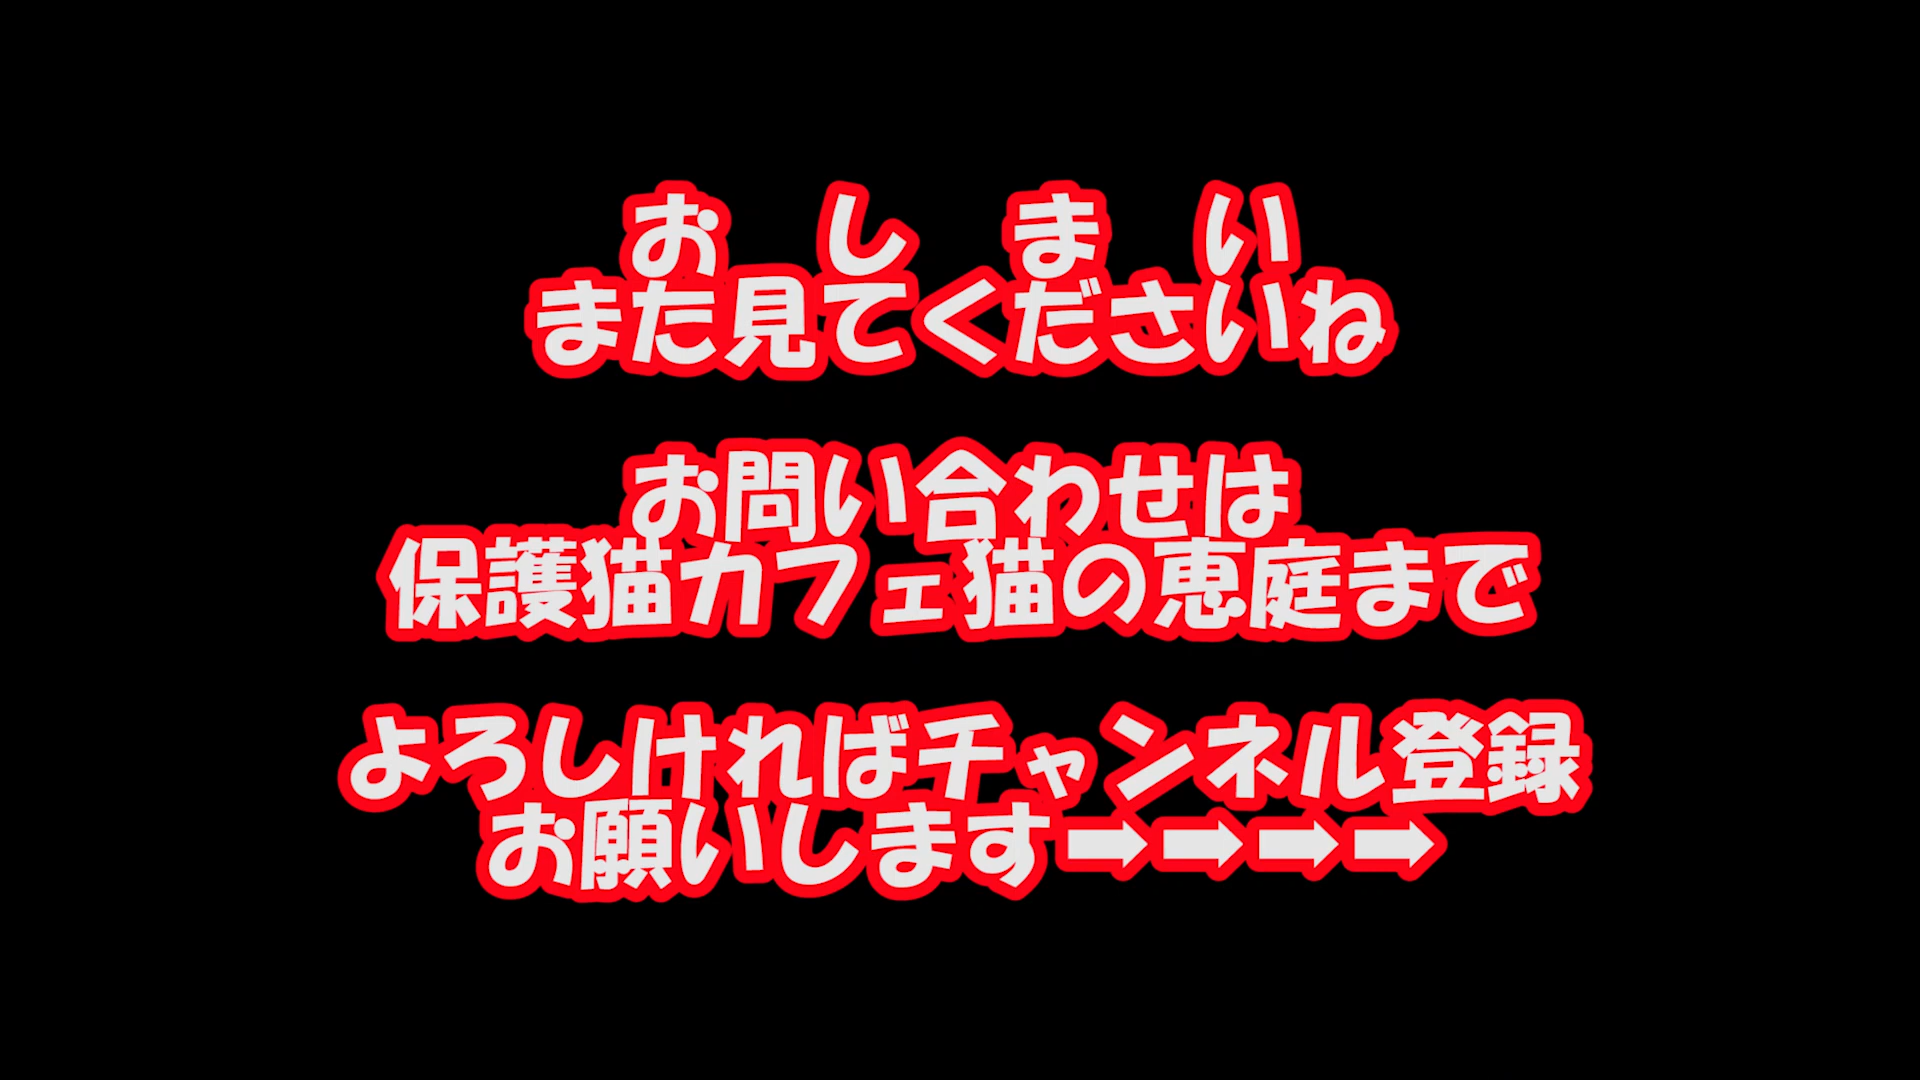 お　し　ま　い
また見てくださいね
お問い合わせは
保護猫カフェ猫の恵庭まで
よろしければチャンネル登録
お願いします➡➡➡➡